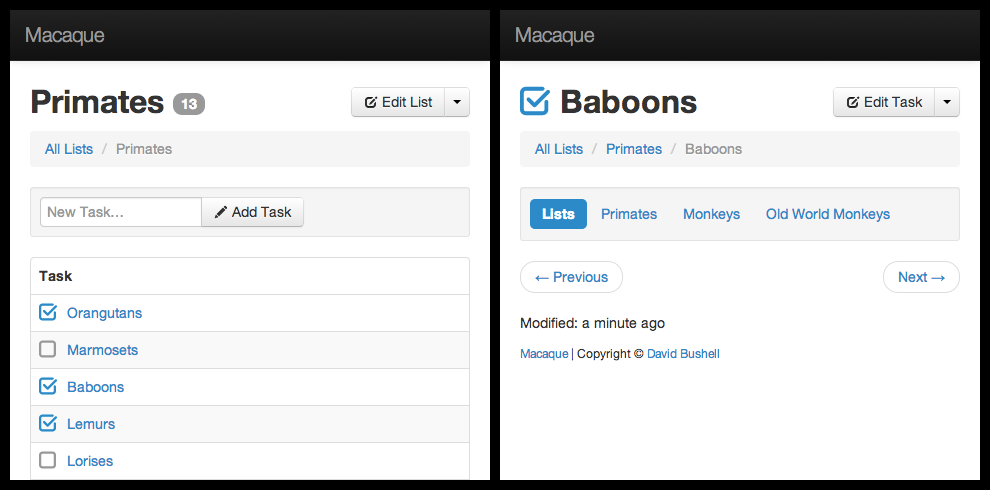 Macaque
Primates 13
Edit List
All Lists / Primates
New Task...
Add Task
Task
Orangutans
Marmosets
Baboons
Lemurs
Lorises
Macaque
Baboons
Edit Task
All Lists / Primates / Baboons
Lists Primates Monkeys Old World Monkeys
← Previous
Next →
Modified: a minute ago
Macaque | Copyright © David Bushell